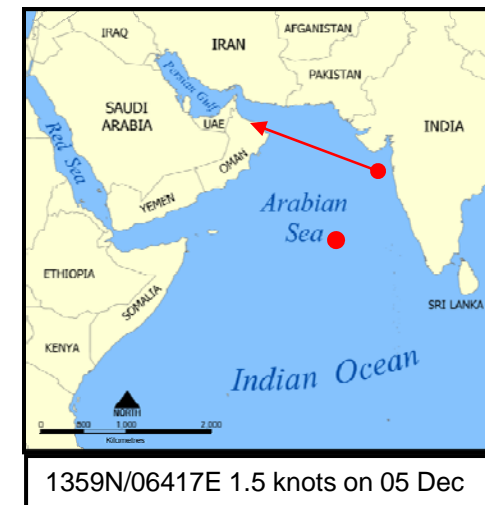 IRAQ
IRAN
AFGANISTAN
PAKISTAN
Persian Gulf
SAUDI
ARABIA
UAE
INDIA
Red Sea
OMAN
YEMEN
Arabian
Sea
ETHIOPIA
SOMALIA
SRI LANKA
KENYA
Indian Ocean
NORTH
0 500 1,000 2,000
Kilometres
1359N/06417E 1.5 knots on 05 Dec